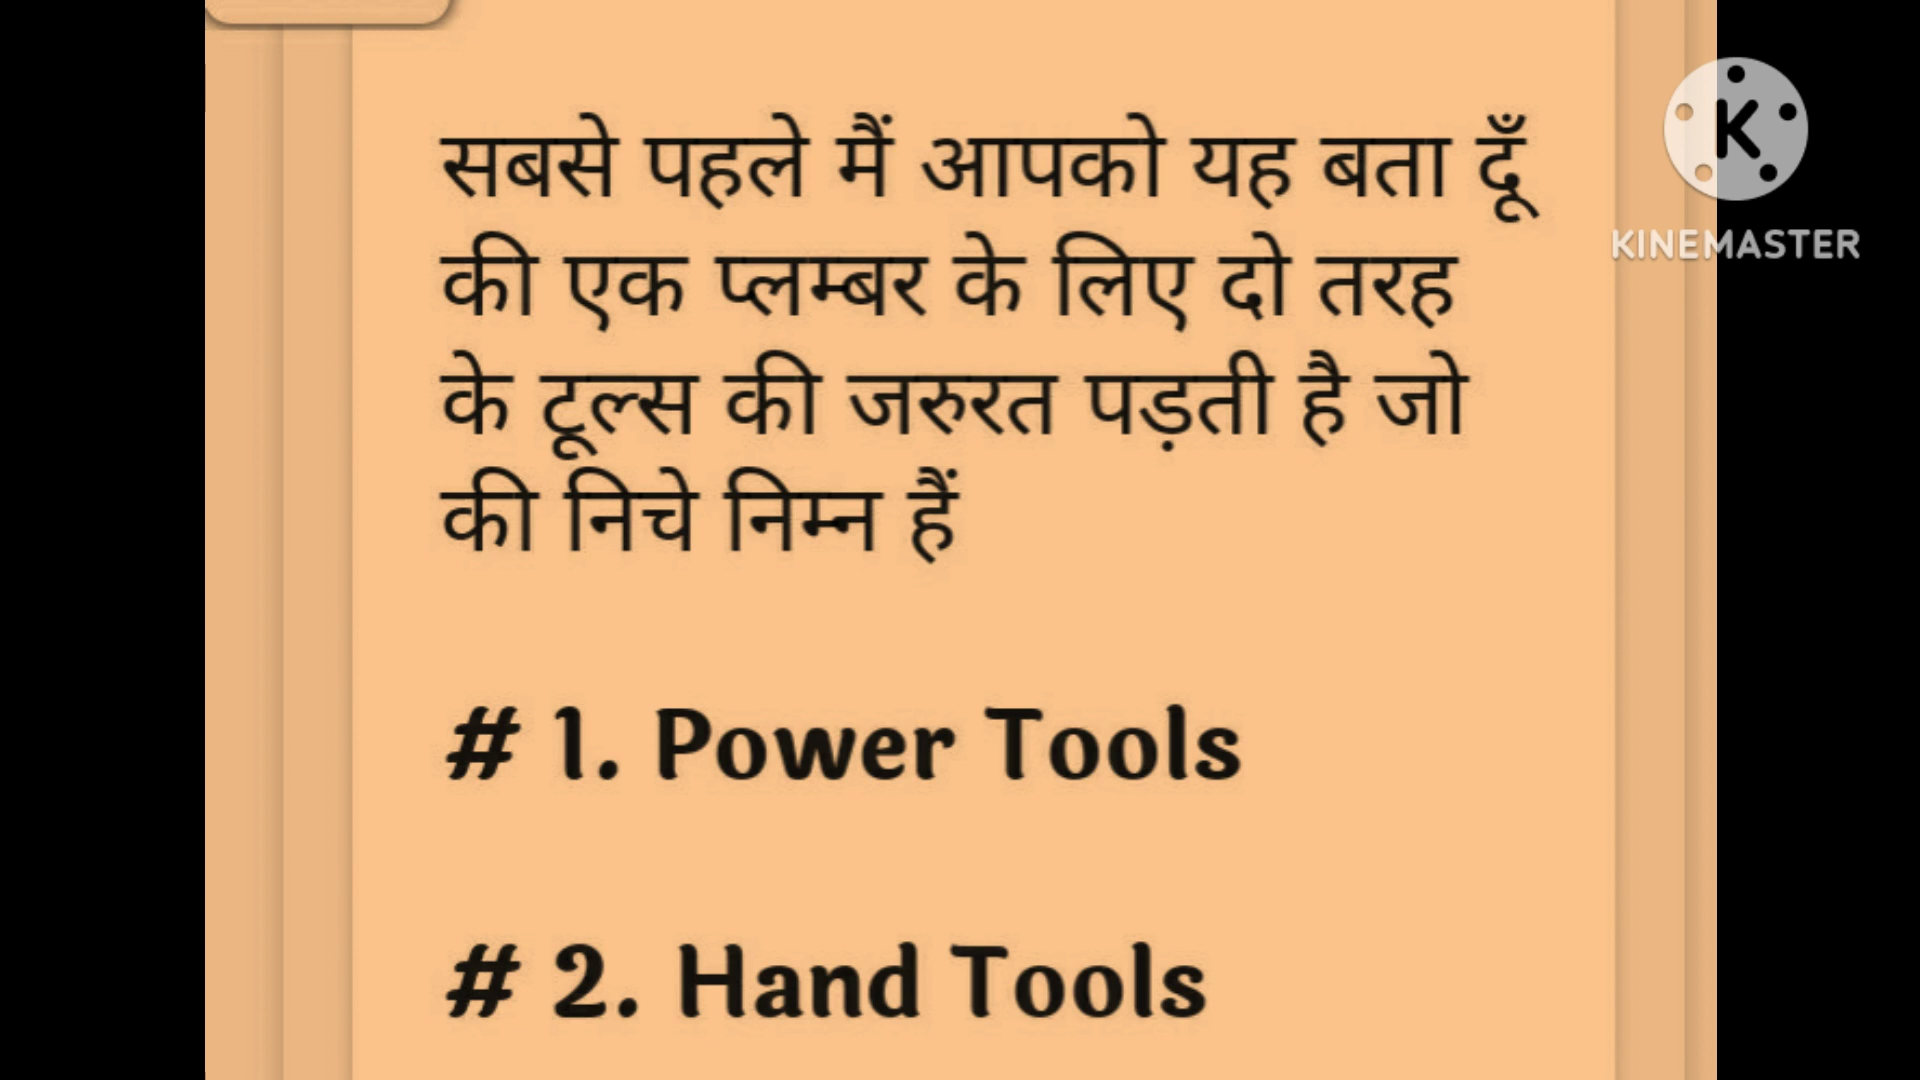 सबसे पहले मैं आपको यह बता दूँ
की एक प्लम्बर के लिए दो तरह
के टूल्स की जरुरत पड़ती है जो
की निचे निम्न हैं
# 1. Power Tools
# 2. Hand Tools
K
KINEMASTER